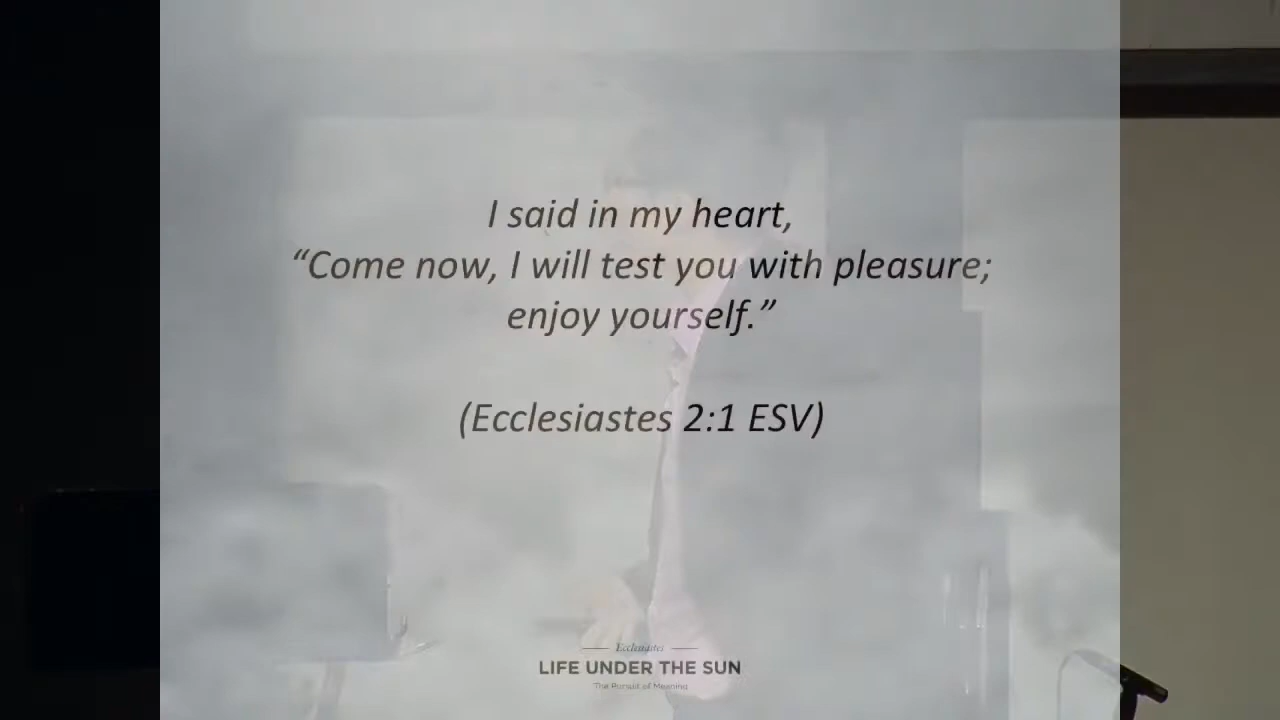 I said in my heart,
“Come now, I will test you with pleasure;
enjoy yourself.”
(Ecclesiastes 2:1 ESV)
Ecclesiastes
LIFE UNDER THE SUN
The Pursuit of Meaning